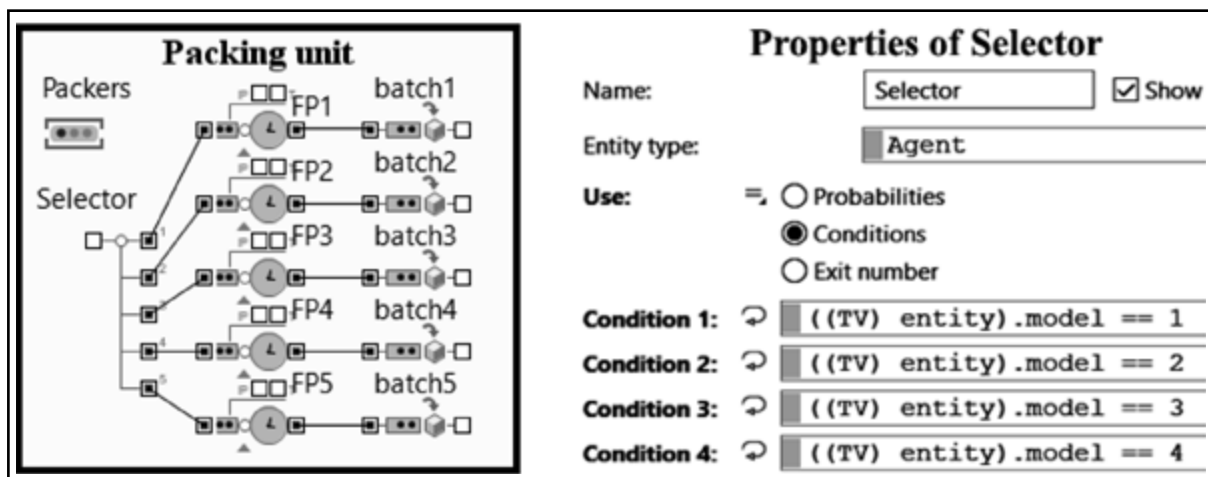 Packing unit
Packers
Selector
1
2
3
4
5
FP1
batch1
FP2
batch2
FP3
batch3
FP4
batch4
FP5
batch5
Properties of Selector
Name: Selector Show
Entity type: Agent
Use: Probabilities
Conditions
Exit number
Condition 1: ((TV) entity).model == 1
Condition 2: ((TV) entity).model == 2
Condition 3: ((TV) entity).model == 3
Condition 4: ((TV) entity).model == 4